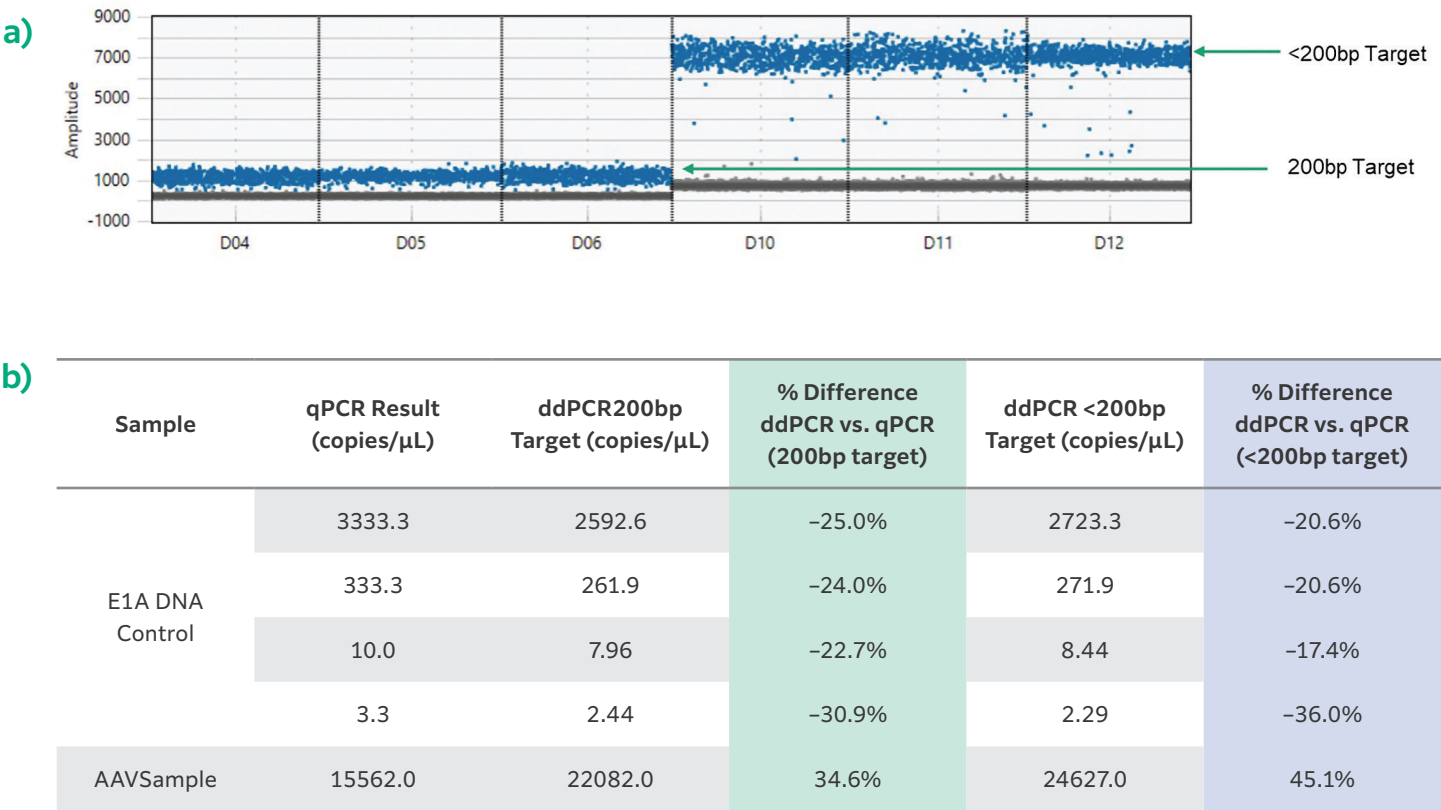 a)
9000
7000
5000
3000
1000
-1000
Amplitude
D04 D05 D06 D10 D11 D12
<200bp Target
200bp Target
b)
Sample
qPCR Result
(copies/µL)
ddPCR200bp
Target (copies/µL)
% Difference
ddPCR vs. qPCR
(200bp target)
ddPCR <200bp
Target (copies/µL)
% Difference
ddPCR vs. qPCR
(<200bp target)
E1A DNA
Control
3333.3 2592.6 –25.0% 2723.3 –20.6%
333.3 261.9 –24.0% 271.9 –20.6%
10.0 7.96 –22.7% 8.44 –17.4%
3.3 2.44 –30.9% 2.29 –36.0%
AAVSample 15562.0 22082.0 34.6% 24627.0 45.1%